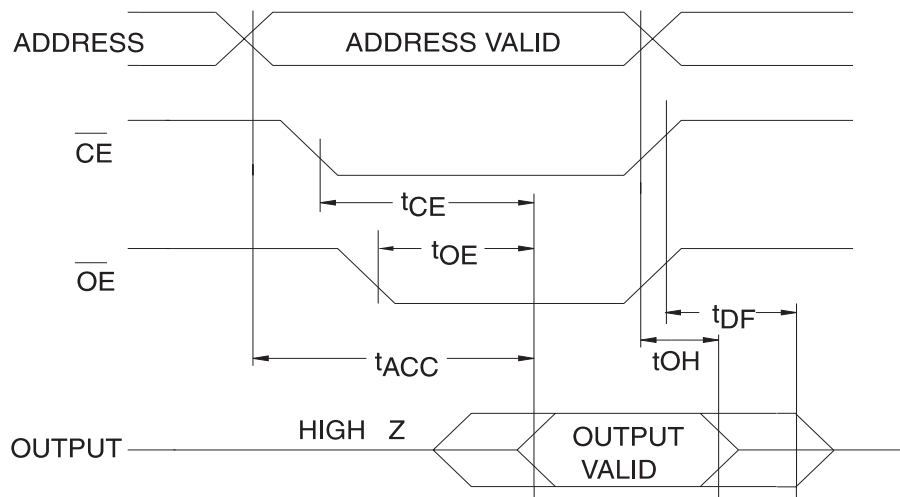 ADDRESS
ADDRESS VALID
CE
tCE
tOE
OE
tDF
tACC
tOH
HIGH Z
OUTPUT
OUTPUT
VALID